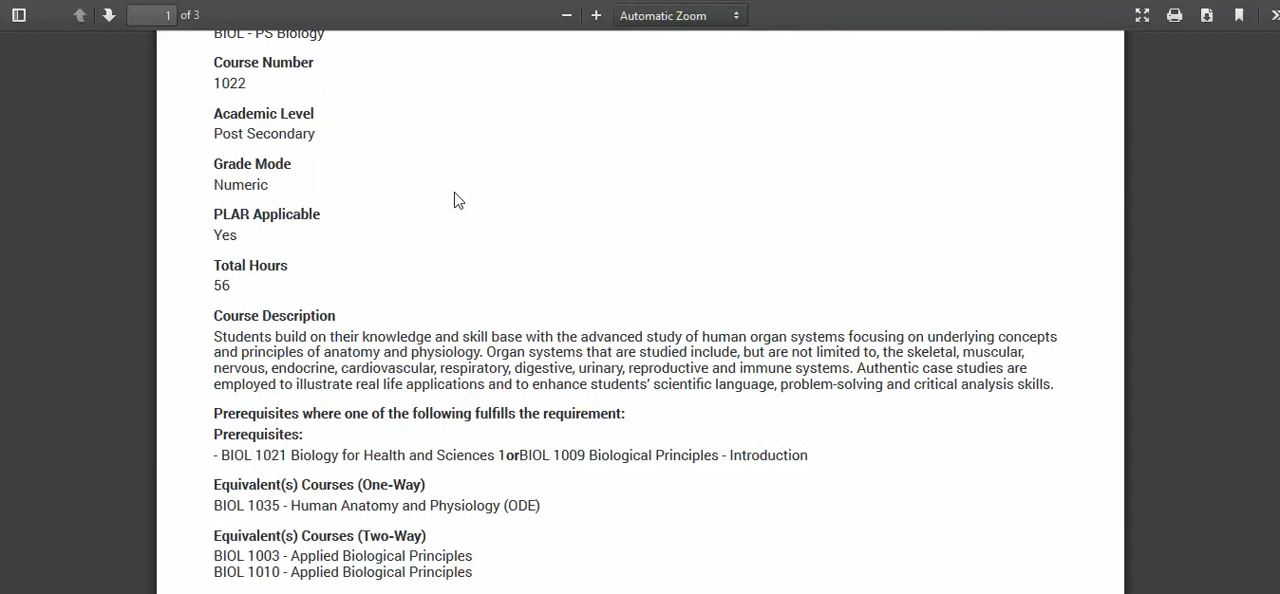 1 of 3
Automatic Zoom
BIOL - PS Biology
Course Number
1022
Academic Level
Post Secondary
Grade Mode
Numeric
PLAR Applicable
Yes
Total Hours
56
Course Description
Students build on their knowledge and skill base with the advanced study of human organ systems focusing on underlying concepts
and principles of anatomy and physiology. Organ systems that are studied include, but are not limited to, the skeletal, muscular,
nervous, endocrine, cardiovascular, respiratory, digestive, urinary, reproductive and immune systems. Authentic case studies are
employed to illustrate real life applications and to enhance students’ scientific language, problem-solving and critical analysis skills.
Prerequisites where one of the following fulfills the requirement:
Prerequisites:
- BIOL 1021 Biology for Health and Sciences 1orBIOL 1009 Biological Principles - Introduction
Equivalent(s) Courses (One-Way)
BIOL 1035 - Human Anatomy and Physiology (ODE)
Equivalent(s) Courses (Two-Way)
BIOL 1003 - Applied Biological Principles
BIOL 1010 - Applied Biological Principles